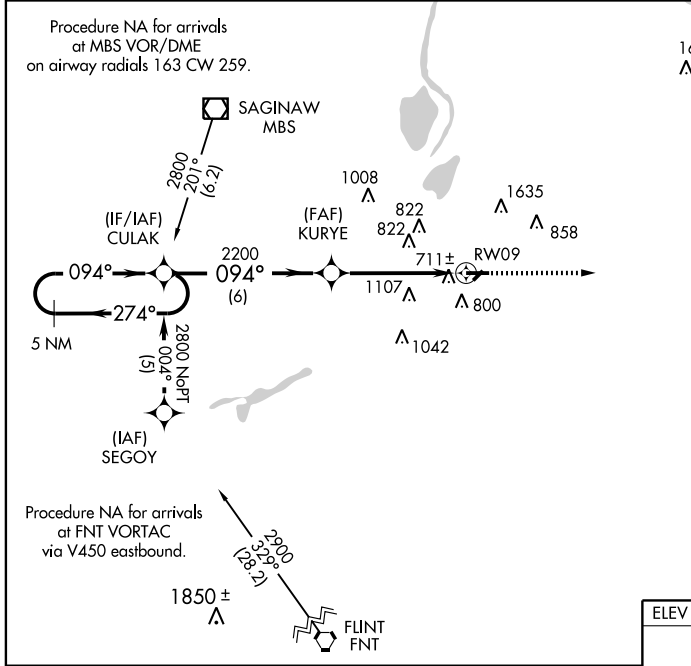 Procedure NA for arrivals
at MBS VOR/DME
on airway radials 163 CW 259.
SAGINAW
MBS
2800
201°
(6.2)
(IF/IAF)
CULAK
094°
274°
5 NM
2200
094°
(6)
(FAF)
KURYE
1008
822
822
711±
1107
1042
1635
858
RW09
800
2800 NoPT
004°
(5)
(IAF)
SEGOY
Procedure NA for arrivals
at FNT VORTAC
via V450 eastbound.
2900
329°
(28.2)
1850 ±
FLINT
FNT
ELEV